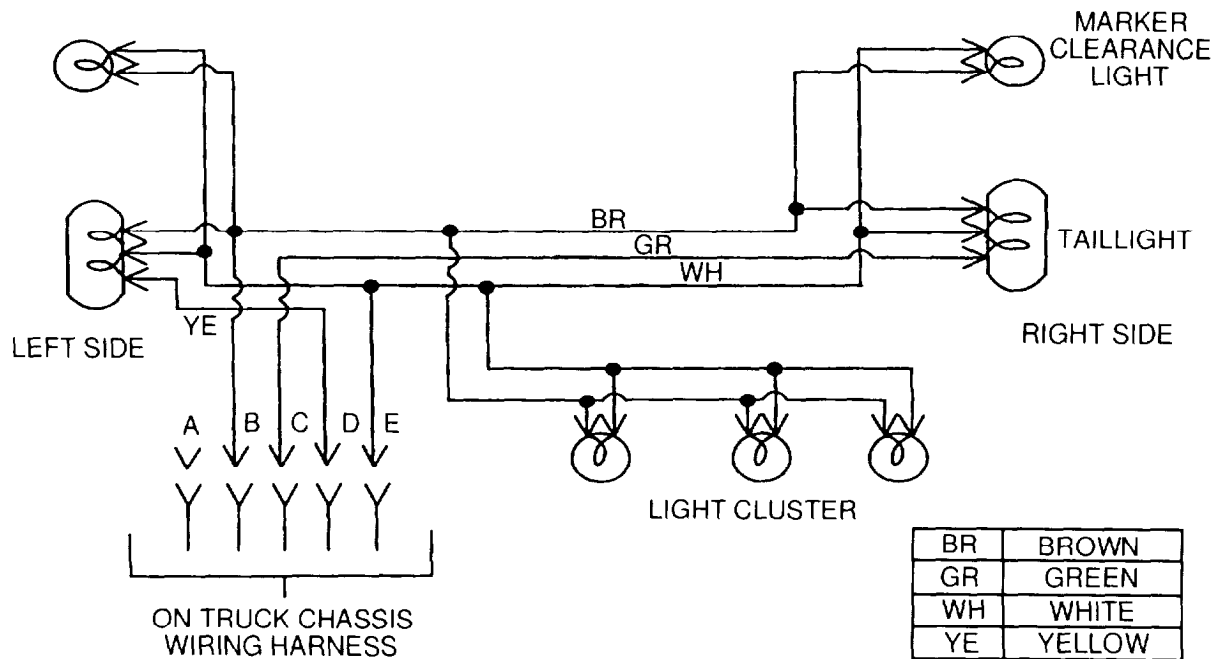 MARKER
CLEARANCE
LIGHT
BR
GR
WH
TAILLIGHT
YE
LEFT SIDE
RIGHT SIDE
A B C D E
LIGHT CLUSTER
ON TRUCK CHASSIS
WIRING HARNESS
BR BROWN
GR GREEN
WH WHITE
YE YELLOW